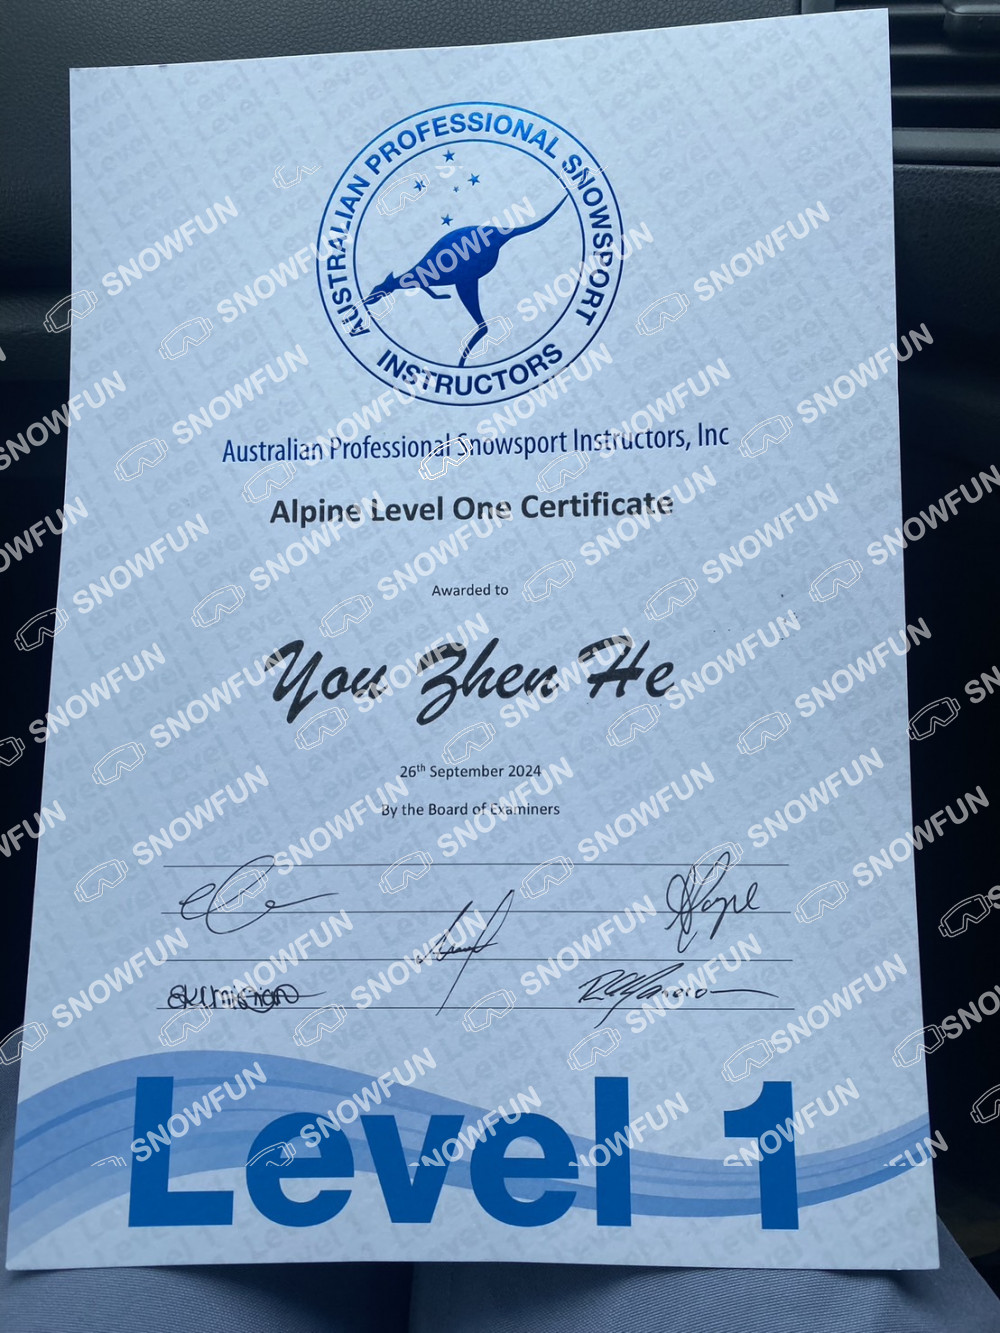 AUSTRALIAN PROFESSIONAL SNOWSPORT
INSTRUCTORS
Australian Professional Snowsport Instructors, Inc
Alpine Level One Certificate
Awarded to
You Zhen He
26th September 2024
By the Board of Examiners
Level 1
SNOWFUN